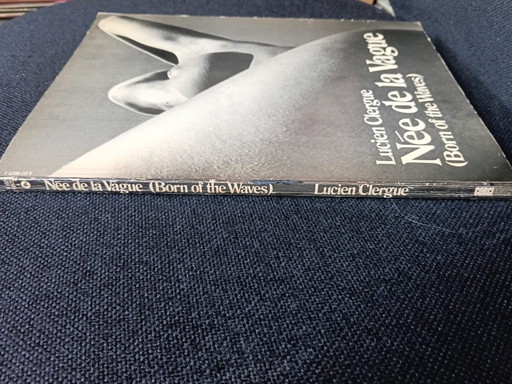 Lucien Clergue
Née de la Vague
(Born of the Waves)
Née de la Vague (Born of the Waves) Lucien Clergue